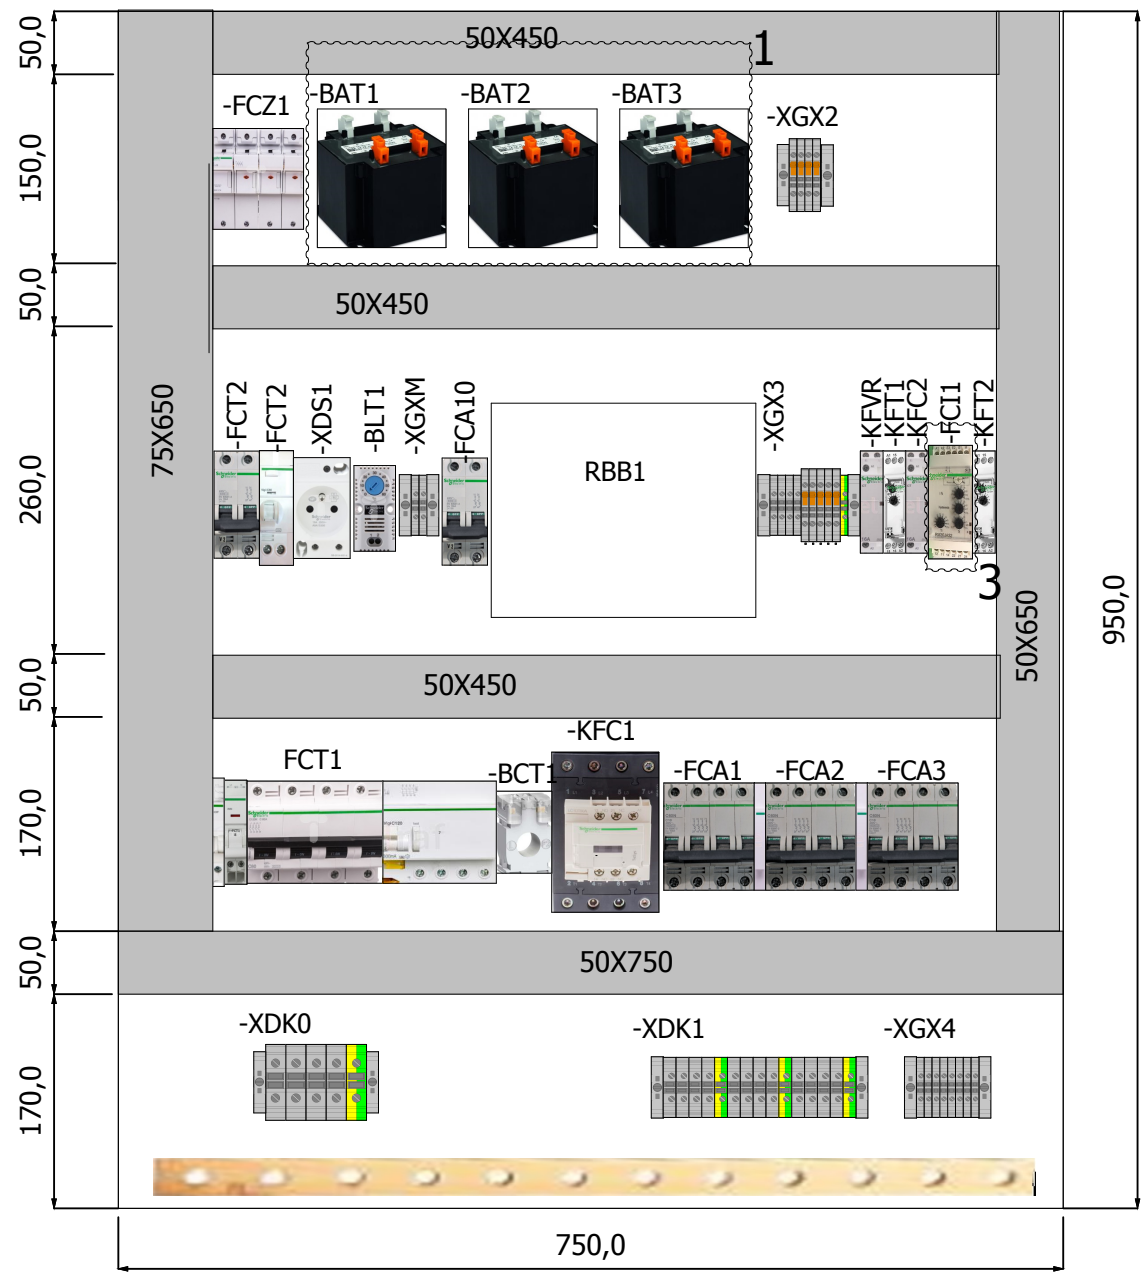 50,0
50X450
1
150,0
-FCZ1
-BAT1
-BAT2
-BAT3
-XGX2
50,0
50X450
260,0
75X650
-FCT2
-FCT2
-XDS1
-BLT1
-XGXM
-FCA10
RBB1
-XGX3
-KFVR
-KFT1
-KFC2
-FCI1
-KFT2
3
50X650
950,0
50,0
50X450
170,0
FCT1
-BCT1
-KFC1
-FCA1
-FCA2
-FCA3
50,0
50X750
170,0
-XDK0
-XDK1
-XGX4
750,0